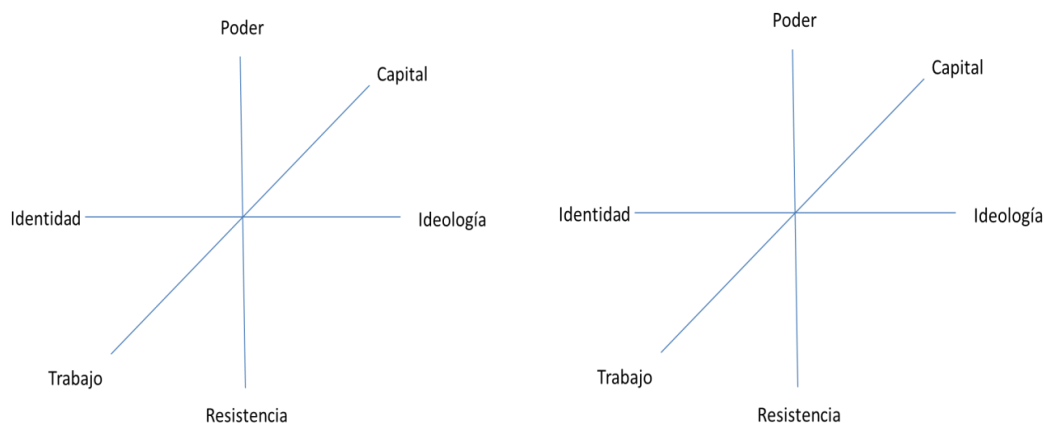 Poder
Capital
Identidad
Ideología
Trabajo
Resistencia
Poder
Capital
Identidad
Ideología
Trabajo
Resistencia